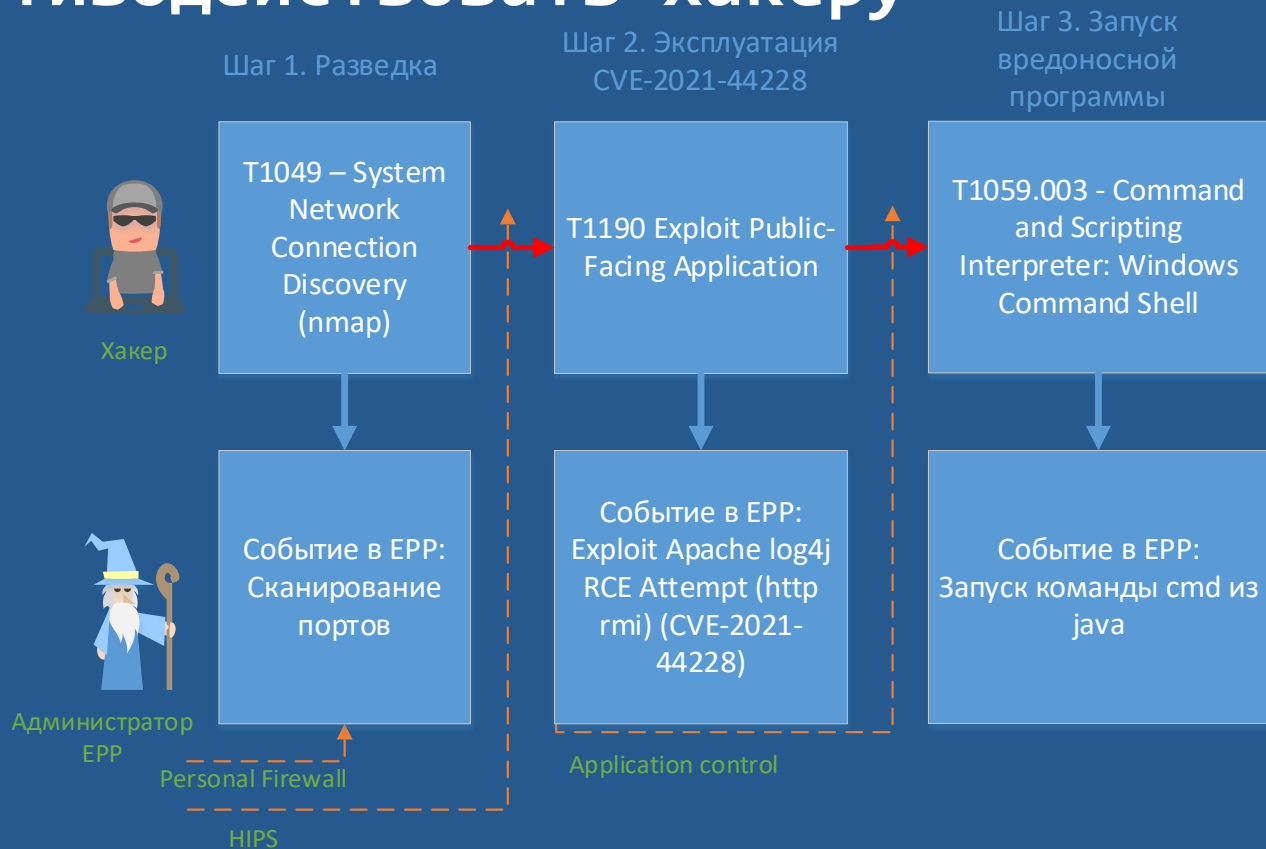 тиводействовать хакеру
Шаг 1. Разведка
Шаг 2. Эксплуатация
CVE-2021-44228
Шаг 3. Запуск
вредоносной
программы
T1049 – System
Network
Connection
Discovery
(nmap)
T1190 Exploit Public-
Facing Application
T1059.003 - Command
and Scripting
Interpreter: Windows
Command Shell
Хакер
Событие в EPP:
Сканирование
портов
Событие в EPP:
Exploit Apache log4j
RCE Attempt (http
rmi) (CVE-2021-
44228)
Событие в EPP:
Запуск команды cmd из
java
Администратор
EPP
Personal Firewall
Application control
HIPS